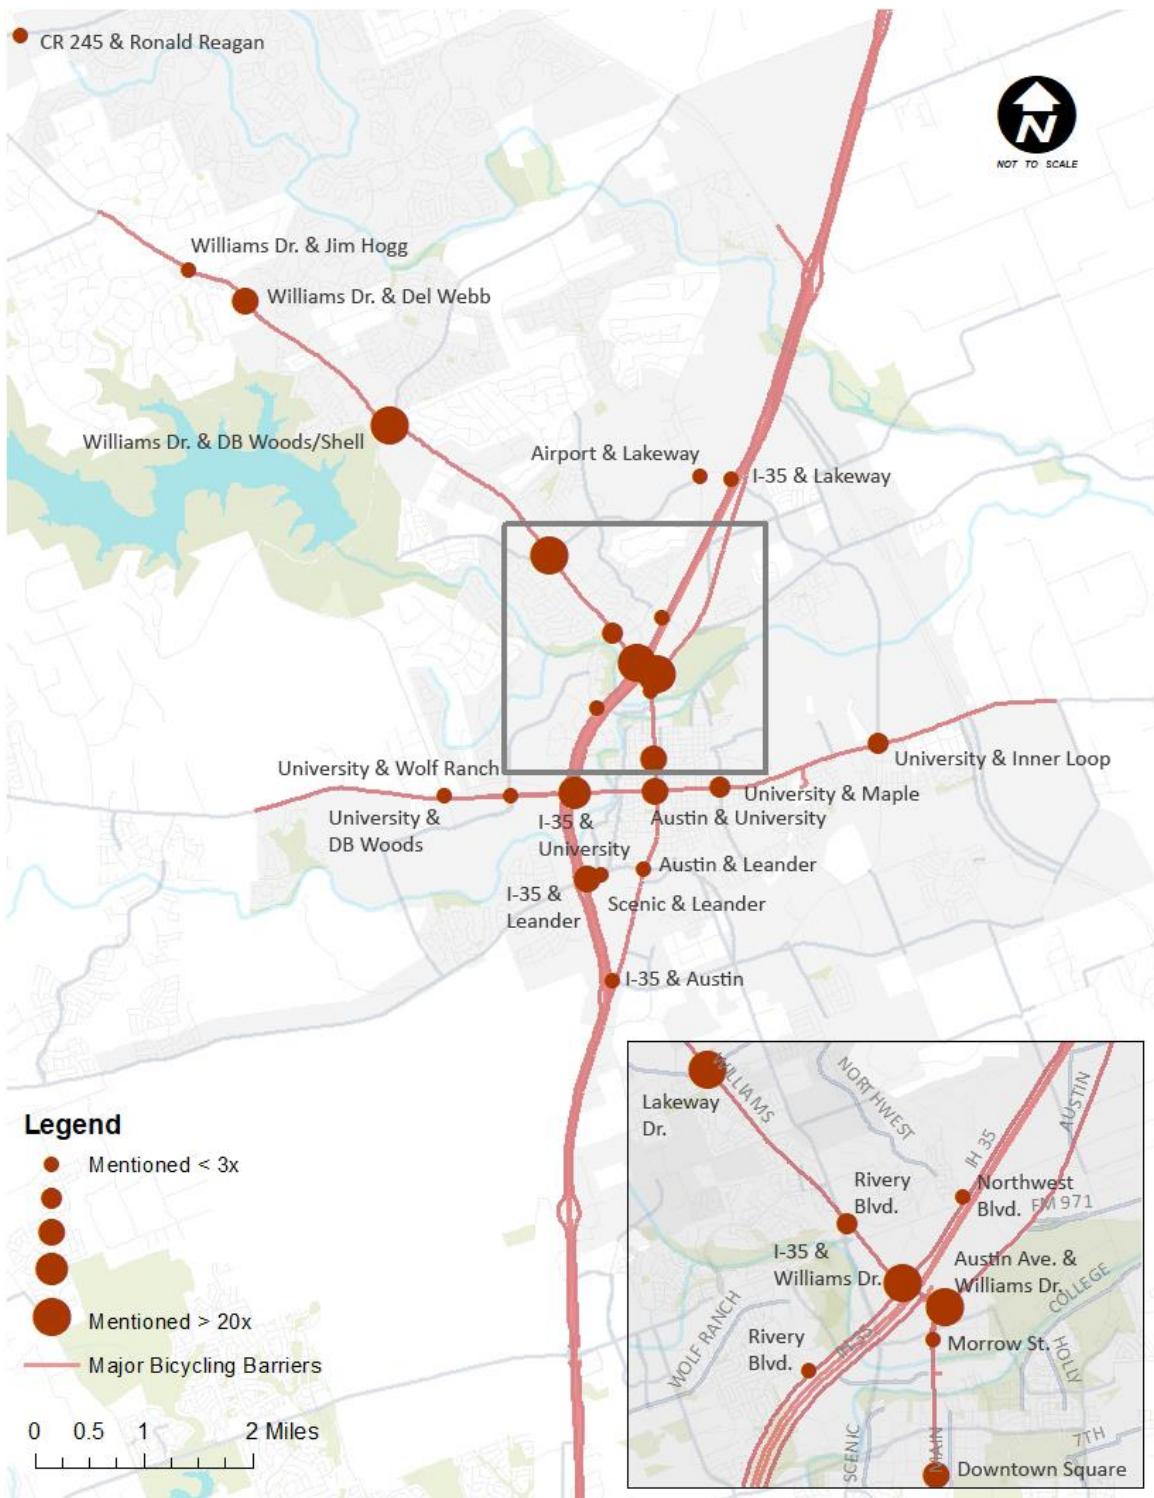 CR 245 & Ronald Reagan
N
NOT TO SCALE
Williams Dr. & Jim Hogg
Williams Dr. & Del Webb
Williams Dr. & DB Woods/Shell
Airport & Lakeway
I-35 & Lakeway
University & Wolf Ranch
University & Inner Loop
University &
DB Woods
I-35 &
University
University & Maple
Austin & University
Austin & Leander
I-35 &
Leander
Scenic & Leander
I-35 & Austin
Legend
Mentioned < 3x
Mentioned > 20x
Major Bicycling Barriers
0 0.5 1 2 Miles
WILLIAMS
NORTHWEST
AUSTIN
Lakeway
Dr.
IH 35
Rivery
Blvd.
Northwest
Blvd.
FM 971
I-35 &
Williams Dr.
Austin Ave. &
Williams Dr.
COLLEGE
WOLF RANCH
Rivery
Blvd.
IH 35
Morrow St.
HOLLY
SCENIC
MAIN
7TH
Downtown Square